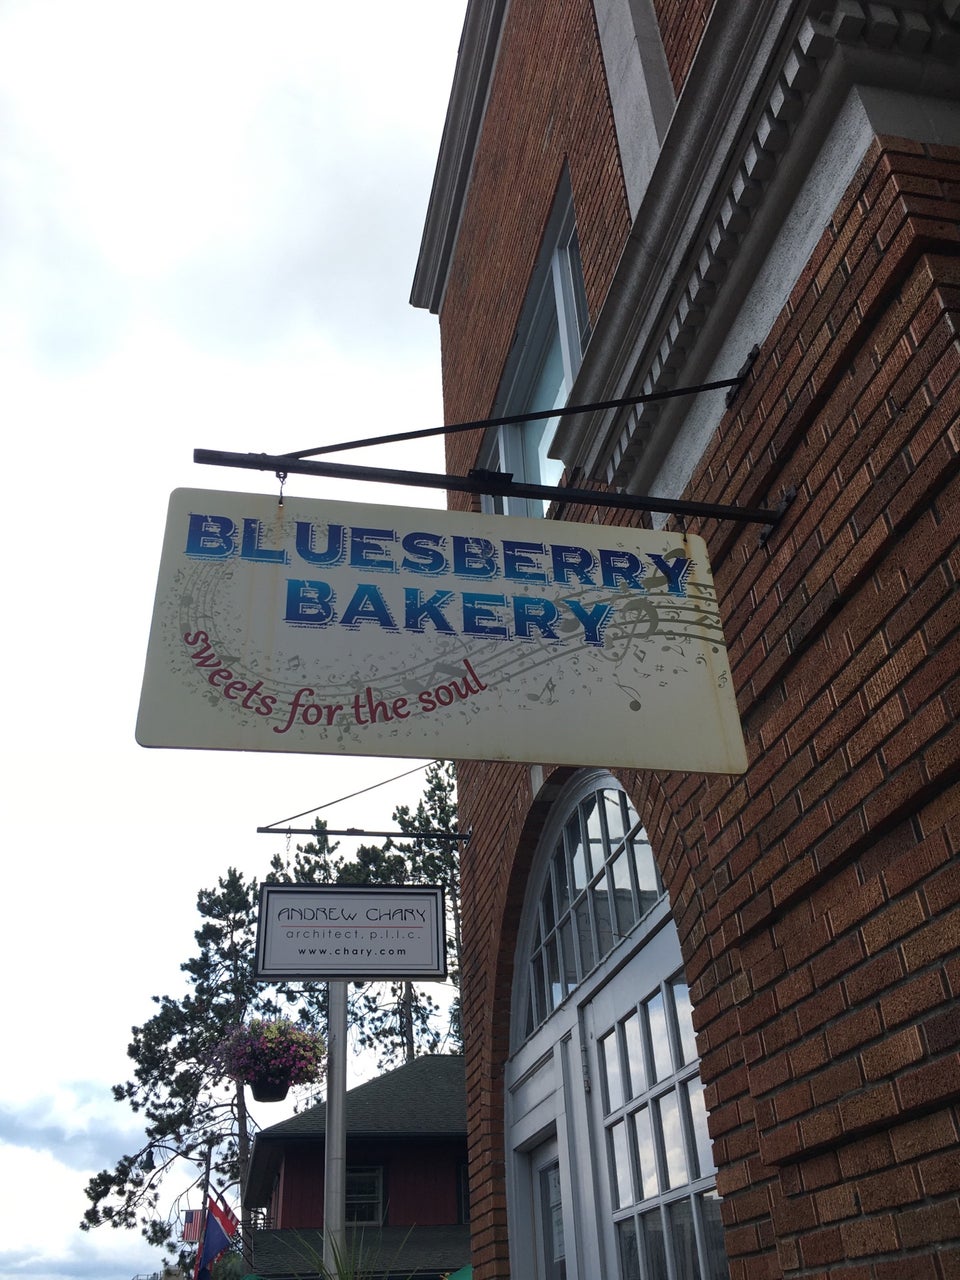 BLUESBERRY
BAKERY
sweets for the soul
ANDREW CHARY
architect, p.l.l.c.
www.chary.com